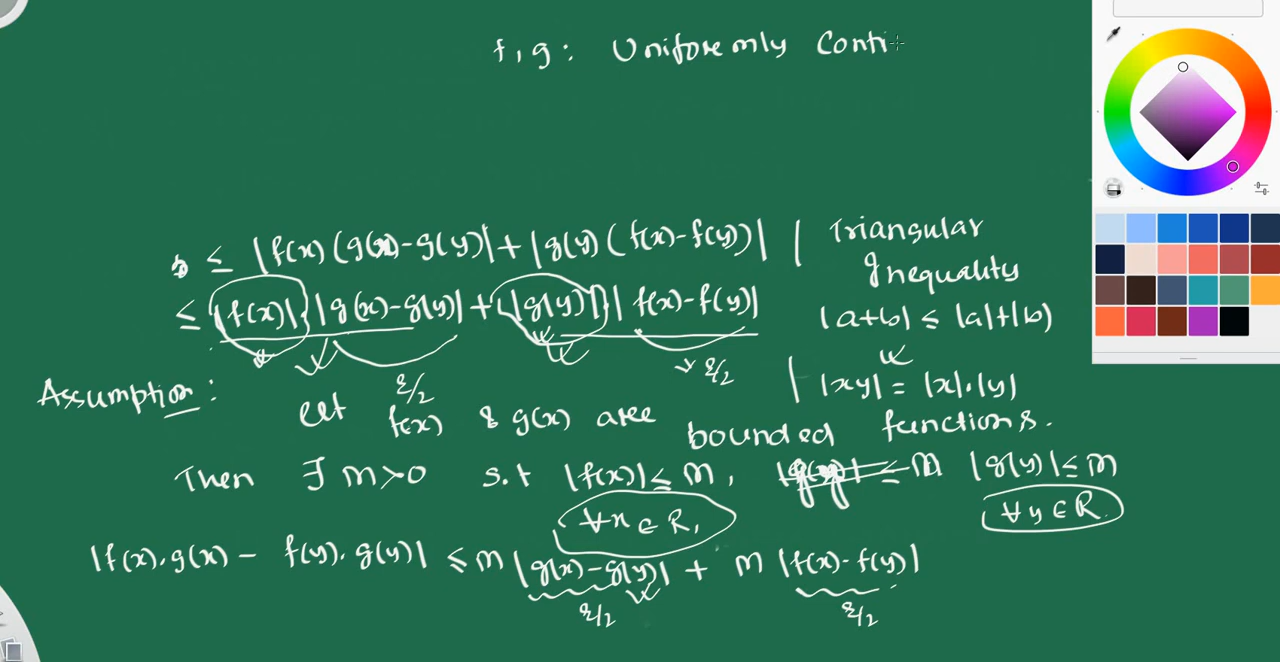 f, g : Uniformly Conti
≤ |f(x)(g(x)-g(y)| + |g(y)(f(x)-f(y))| | Triangular Inequality
≤ |f(x)| |g(x)-g(y)| + |g(y)| |f(x)-f(y)|
|a+b| ≤ |a|+|b|
ε/2 ε/2
| |xy| = |x|.|y|
Assumption: Let f(x) & g(x) are bounded functions.
Then ∃ M>0 s.t |f(x)| ≤ M, |g(y)| ≤ M |g(y)| ≤ M
∀x∈R, ∀y∈R.
|f(x).g(x) - f(y).g(y)| ≤ M |g(x)-g(y)| + M |f(x)-f(y)|
ε/2 ε/2